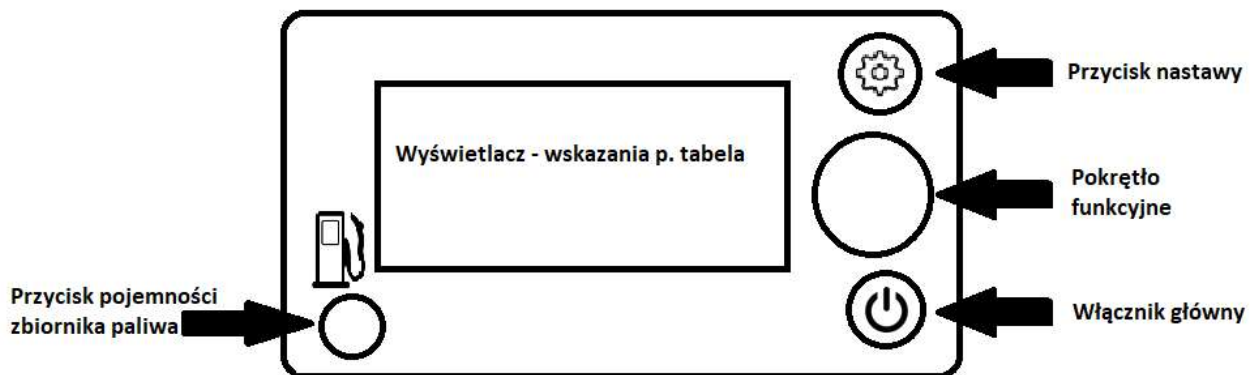 Przycisk nastawy
Wyświetlacz - wskazania p. tabela
Pokrętło
funkcyjne
Przycisk pojemności
zbiornika paliwa
Włącznik główny